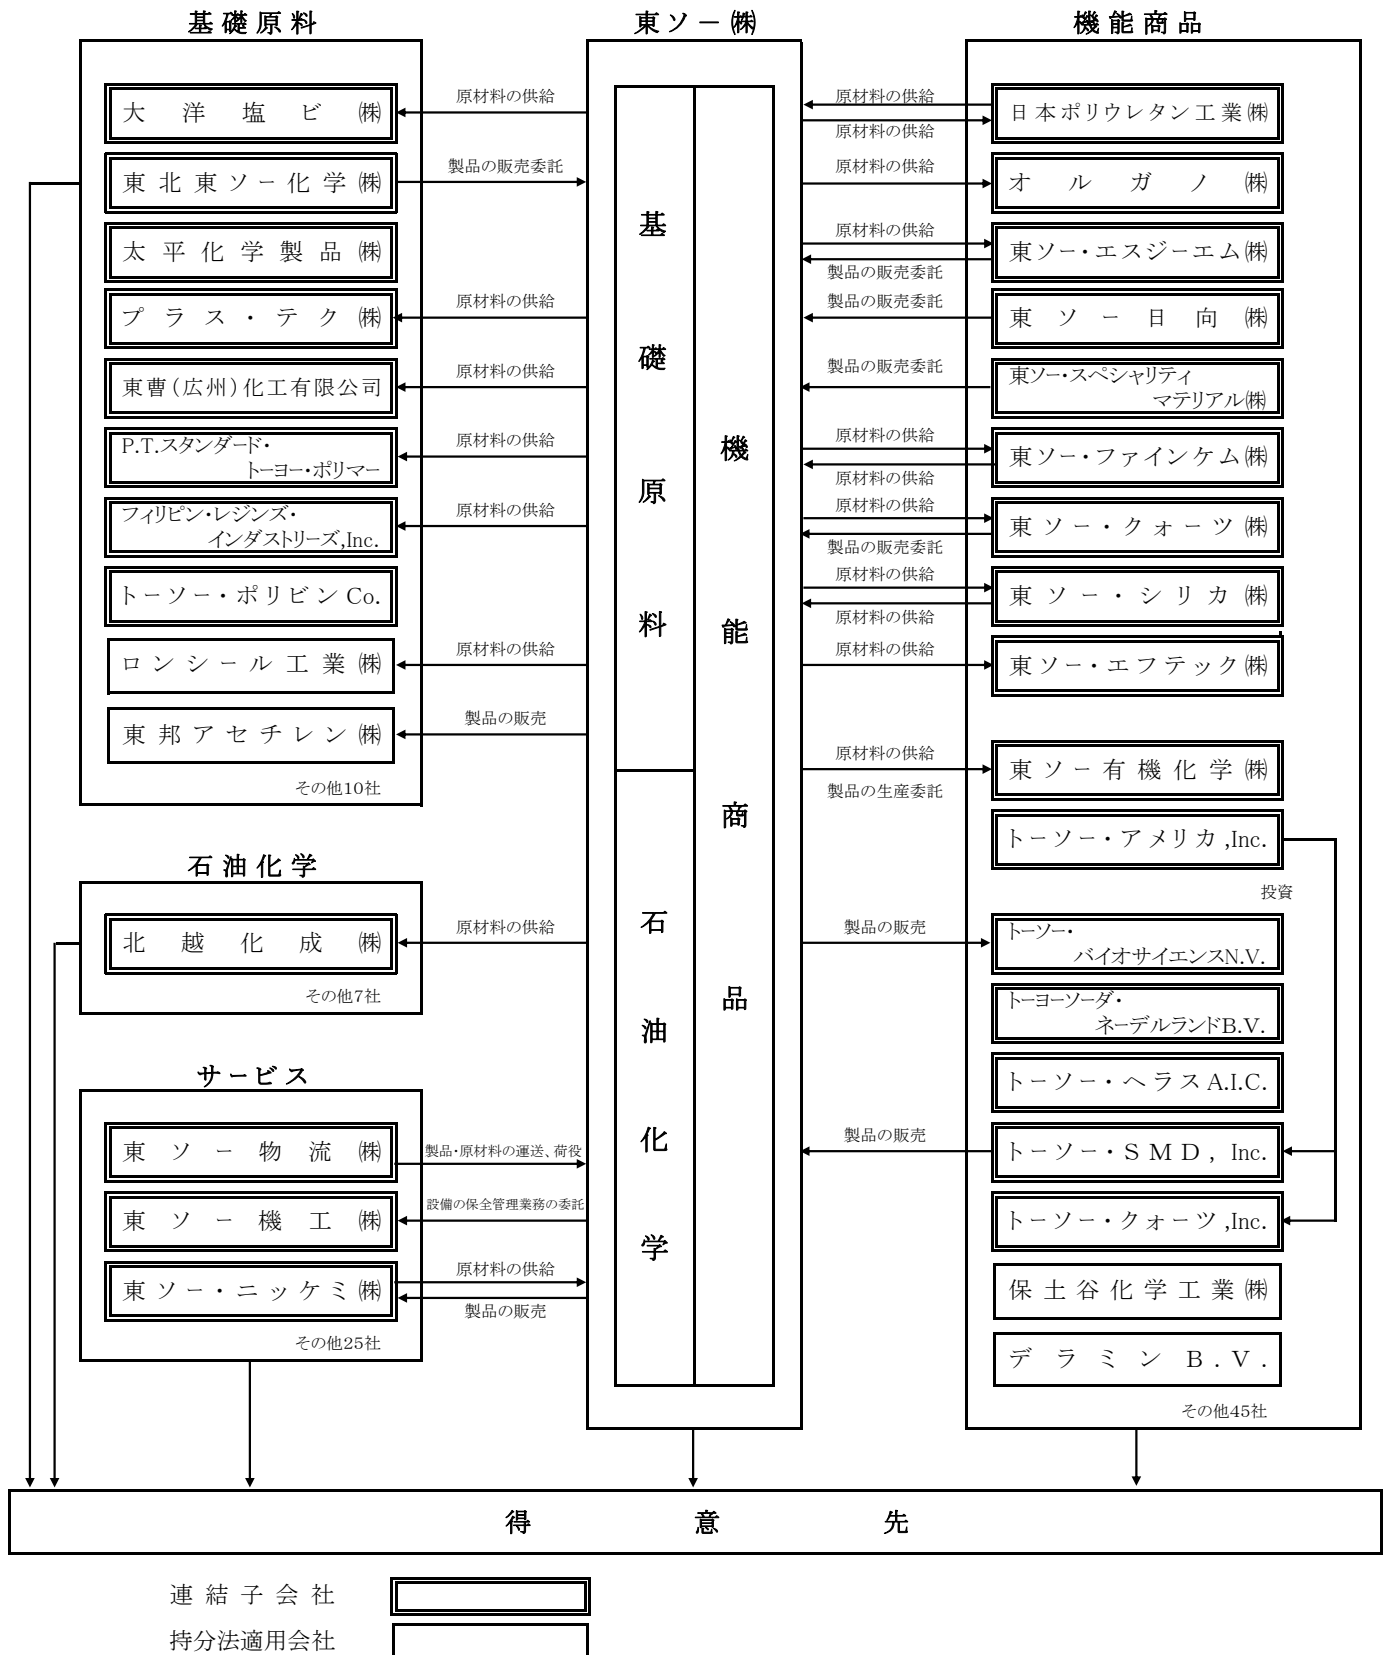 基礎原料
大洋塩ビ㈱
東北東ソー化学㈱
太平化学製品㈱
プラス・テク㈱
東曹(広州)化工有限公司
P.T.スタンダード・
トーヨー・ポリマー
フィリピン・レジンズ・
インダストリーズ,Inc.
トーソー・ポリビンCo.
ロンシール工業㈱
東邦アセチレン㈱
その他10社
原材料の供給
製品の販売委託
原材料の供給
原材料の供給
原材料の供給
原材料の供給
原材料の供給
製品の販売
石油化学
北越化成㈱
その他7社
原材料の供給
サービス
東ソー物流㈱
東ソー機工㈱
東ソー・ニッケミ㈱
その他25社
製品・原材料の運送、荷役
設備の保全管理業務の委託
原材料の供給
製品の販売
東ソー㈱
基礎原料
石油化学
機能商品
原材料の供給
原材料の供給
原材料の供給
原材料の供給
製品の販売委託
製品の販売委託
製品の販売委託
原材料の供給
原材料の供給
原材料の供給
製品の販売委託
原材料の供給
原材料の供給
原材料の供給
原材料の供給
製品の生産委託
製品の販売
製品の販売
機能商品
日本ポリウレタン工業㈱
オルガノ㈱
東ソー・エスジーエム㈱
東ソー日向㈱
東ソー・スペシャリティ
マテリアル㈱
東ソー・ファインケム㈱
東ソー・クォーツ㈱
東ソー・シリカ㈱
東ソー・エフテック㈱
東ソー有機化学㈱
トーソー・アメリカ,Inc.
投資
トーソー・
バイオサイエンスN.V.
トーヨーソーダ・
ネーデルランドB.V.
トーソー・ヘラスA.I.C.
トーソー・SMD, Inc.
トーソー・クォーツ,Inc.
保土谷化学工業㈱
デラミンB.V.
その他45社
得意先
連結子会社
持分法適用会社